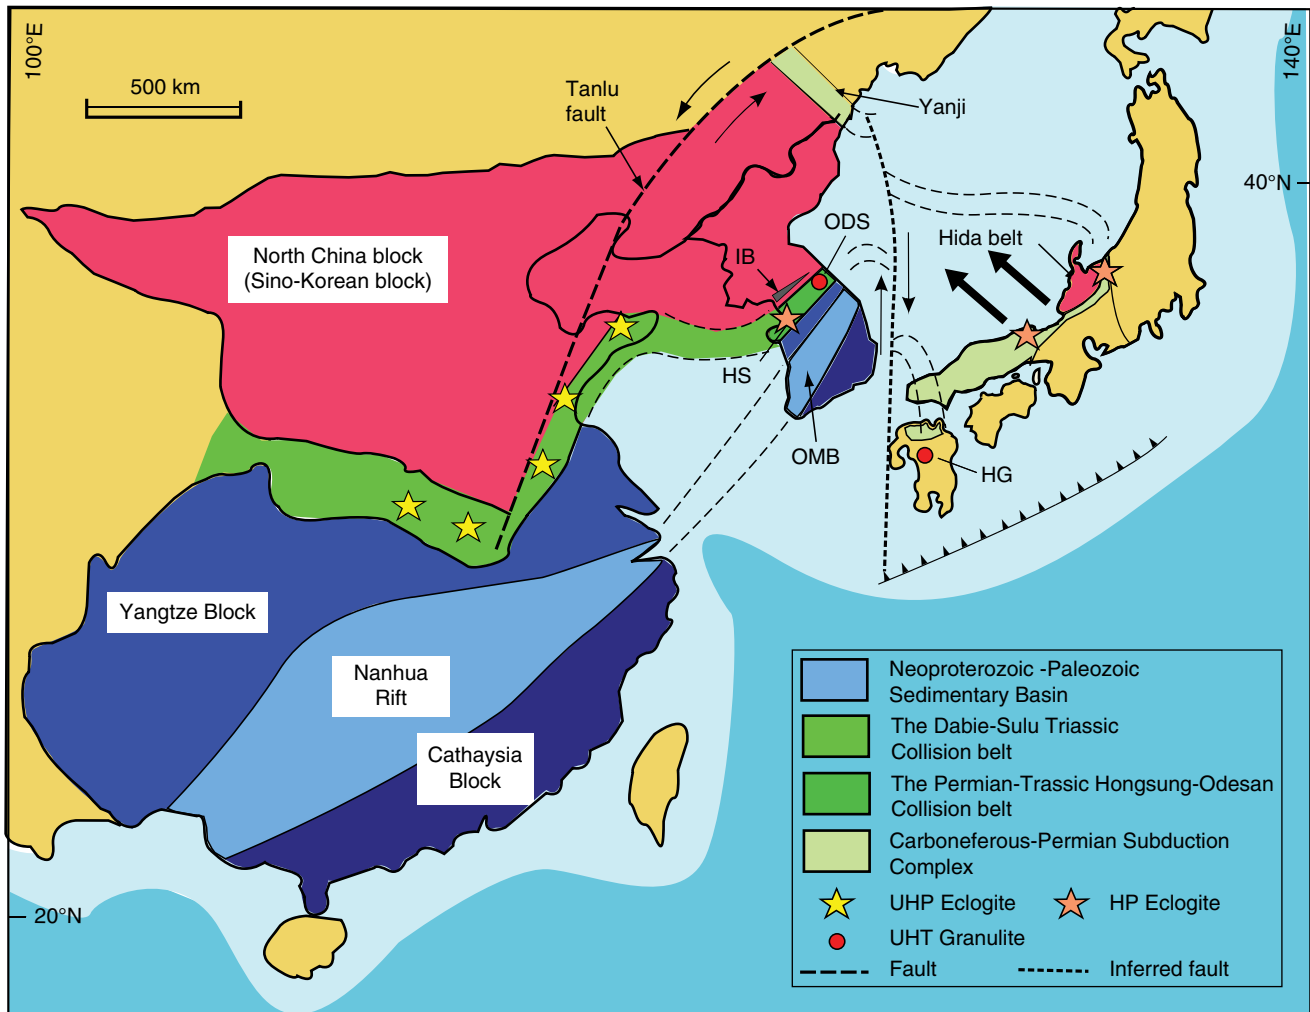 100°E
140°E
500 km
Tanlu
fault
Yanji
40°N
ODS
Hida belt
North China block
(Sino-Korean block)
IB
HS
OMB
HG
Yangtze Block
Nanhua
Rift
Cathaysia
Block
20°N
Neoproterozoic -Paleozoic
Sedimentary Basin
The Dabie-Sulu Triassic
Collision belt
The Permian-Trassic Hongsung-Odesan
Collision belt
Carboneferous-Permian Subduction
Complex
UHP Eclogite
HP Eclogite
UHT Granulite
Fault
Inferred fault